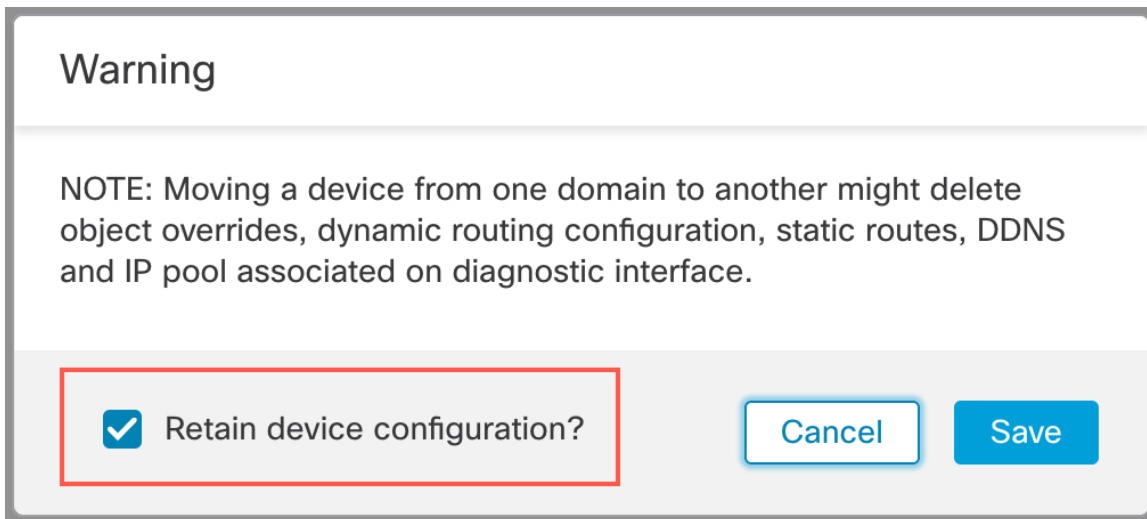 Warning
NOTE: Moving a device from one domain to another might delete
object overrides, dynamic routing configuration, static routes, DDNS
and IP pool associated on diagnostic interface.
Retain device configuration?
Cancel
Save